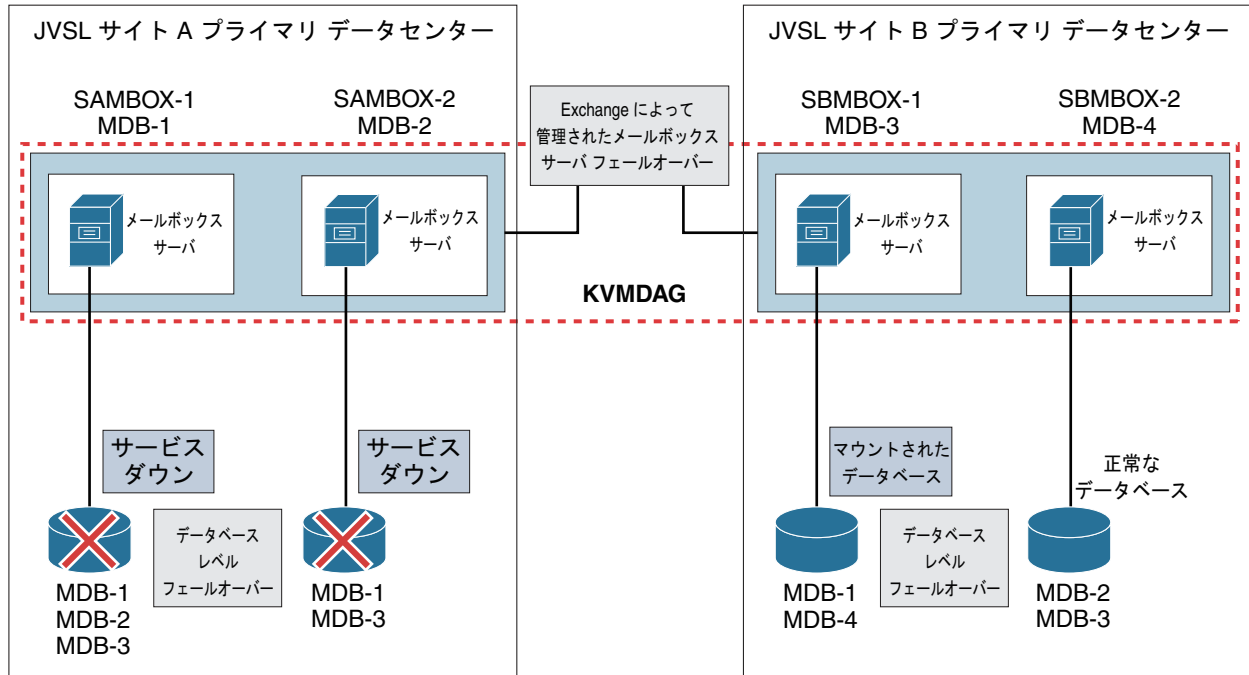 JVSL サイト A プライマリ データセンター
SAMBOX-1
MDB-1
SAMBOX-2
MDB-2
メールボックス
サーバ
メールボックス
サーバ
サービス
ダウン
サービス
ダウン
データベース
レベル
フェールオーバー
MDB-1
MDB-2
MDB-3
MDB-1
MDB-3
Exchange によって
管理されたメールボックス
サーバ フェールオーバー
KVMDAG
JVSL サイト B プライマリ データセンター
SBMBOX-1
MDB-3
SBMBOX-2
MDB-4
メールボックス
サーバ
メールボックス
サーバ
マウントされた
データベース
正常な
データベース
データベース
レベル
フェールオーバー
MDB-1
MDB-4
MDB-2
MDB-3